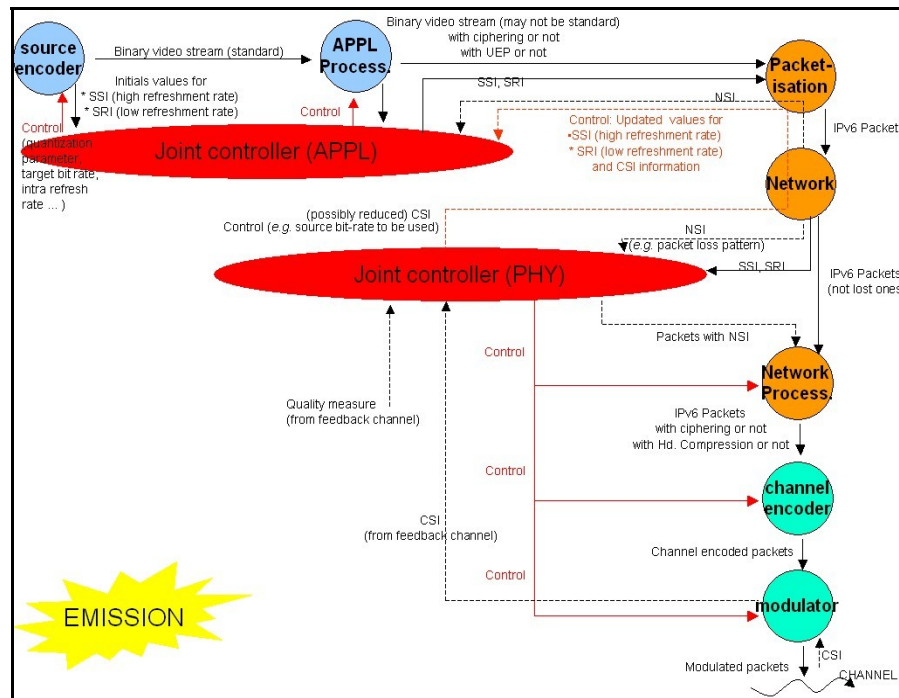 source
encoder
Binary video stream (standard)
APPL
Process.
Binary video stream (may not be standard)
with ciphering or not
with UEP or not
Packet-
isation
Initials values for
* SSI (high refreshment rate)
* SRI (low refreshment rate)
SSI, SRI
NSI
Control
(quantization
parameter,
target bit rate,
intra refresh
rate ... )
Control
Joint controller (APPL)
Control: Updated values for
•SSI (high refreshment rate)
* SRI (low refreshment rate)
and CSI information
IPv6 Packets
Network
(possibly reduced) CSI
Control (e.g. source bit-rate to be used)
NSI
(e.g. packet loss pattern)
Joint controller (PHY)
SSI, SRI
IPv6 Packets
(not lost ones)
Packets with NSI
Control
Network
Process.
Quality measure
(from feedback channel)
IPv6 Packets
with ciphering or not
with Hd. Compression or not
Control
channel
encoder
CSI
(from feedback channel)
Channel encoded packets
Control
modulator
EMISSION
Modulated packets
CSI
CHANNEL